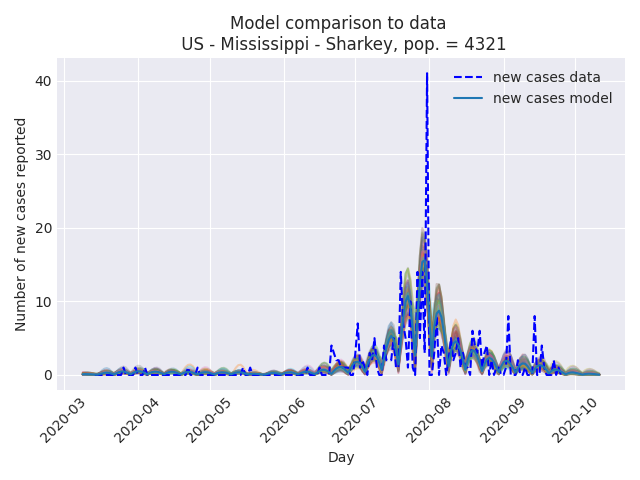 Model comparison to data
US - Mississippi - Sharkey, pop. = 4321
new cases data
new cases model
Number of new cases reported
40
30
20
10
0
2020-03
2020-04
2020-05
2020-06
2020-07
2020-08
2020-09
2020-10
Day